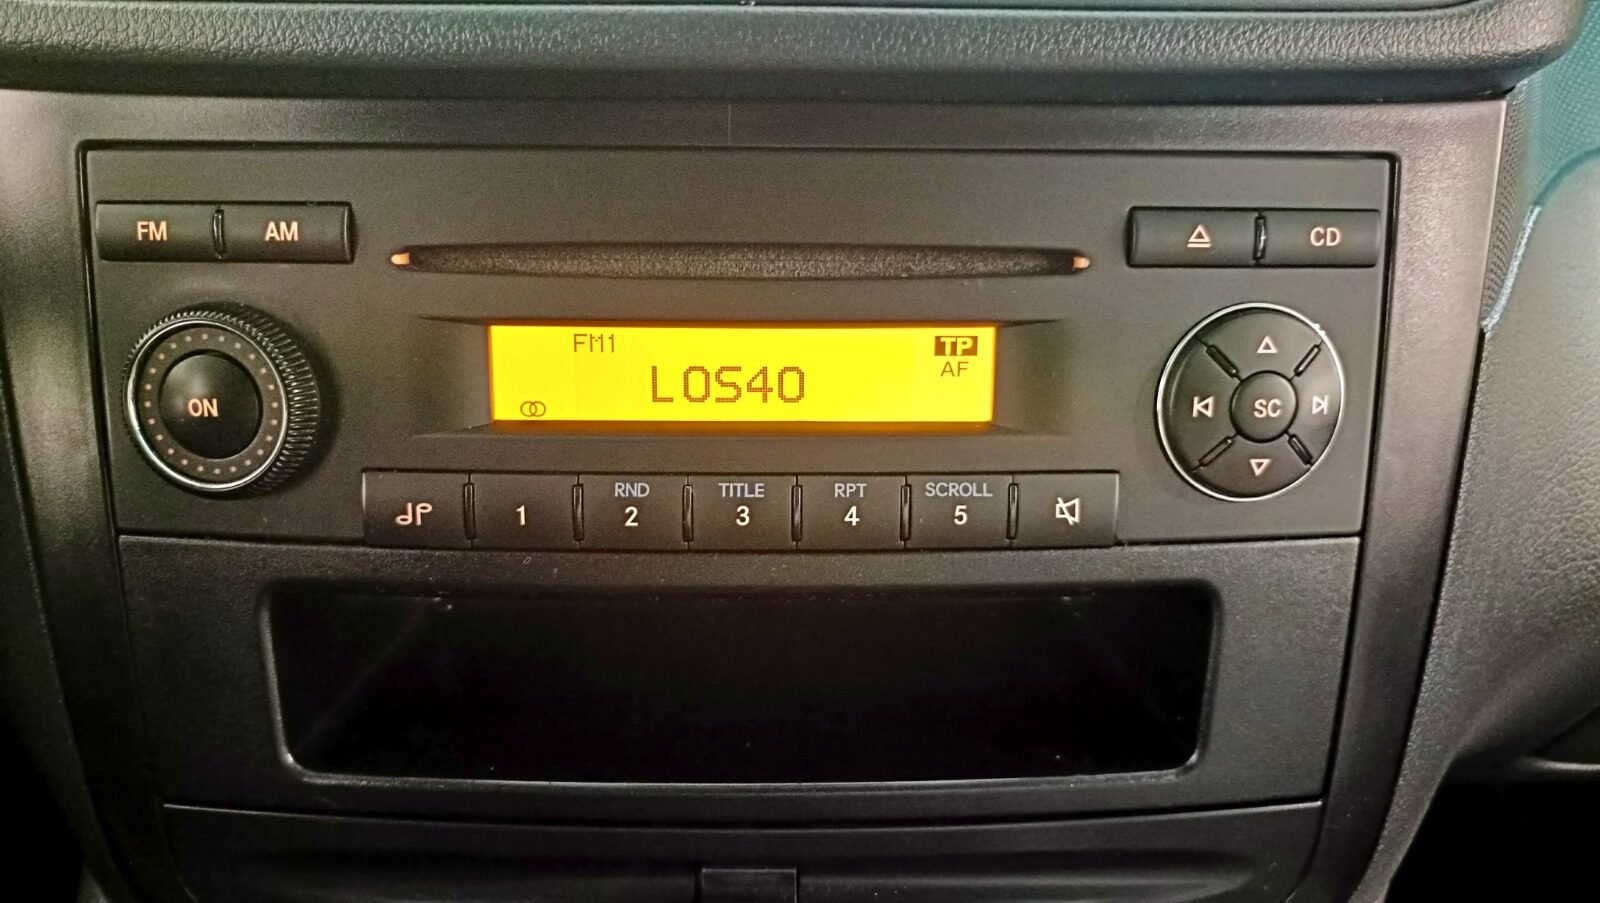 FM AM
CD
FM1 TP
LOS40 AF
ON
SC
RND TITLE RPT SCROLL
1 2 3 4 5